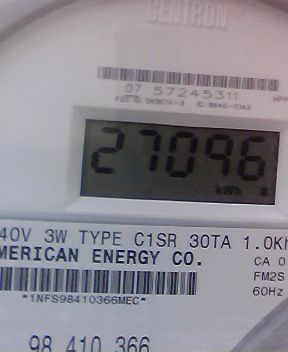 CENTRON
07 57245311
27096
kWh
40V 3W TYPE C1SR 30TA 1.0Kh
MERICAN ENERGY CO.
CA 0
FM2S
60Hz
*1NFS98410366MEC*
98 410 366